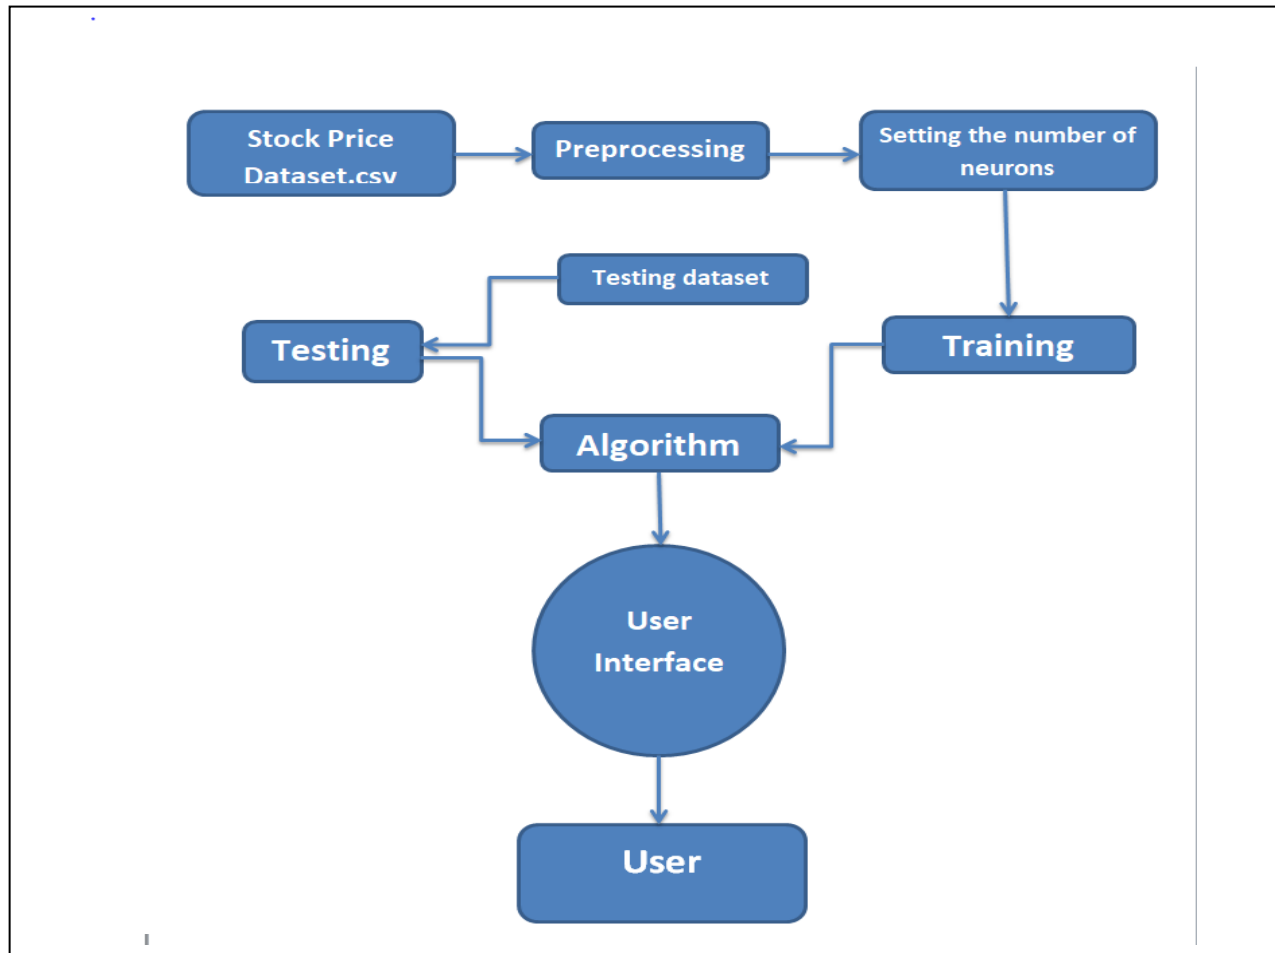 Stock Price
Dataset.csv
Preprocessing
Setting the number of
neurons
Testing dataset
Testing
Training
Algorithm
User
Interface
User